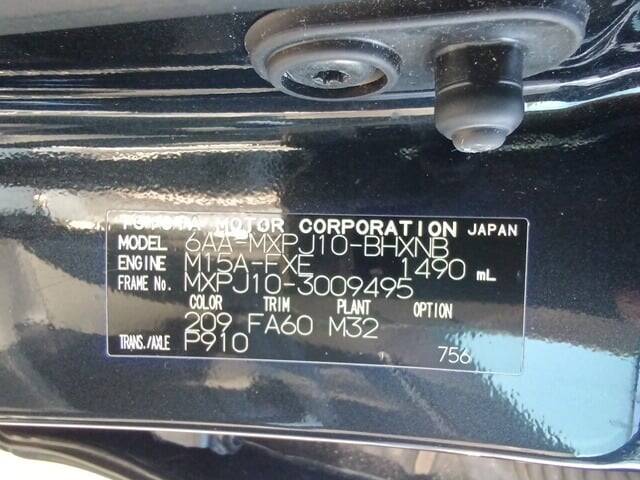 TOYOTA MOTOR CORPORATION JAPAN
MODEL 6AA-MXPJ10-BHXNB
ENGINE M15A-FXE 1490 mL
FRAME No. MXPJ10-3009495
COLOR TRIM PLANT OPTION
209 FA60 M32
TRANS./AXLE P910
756